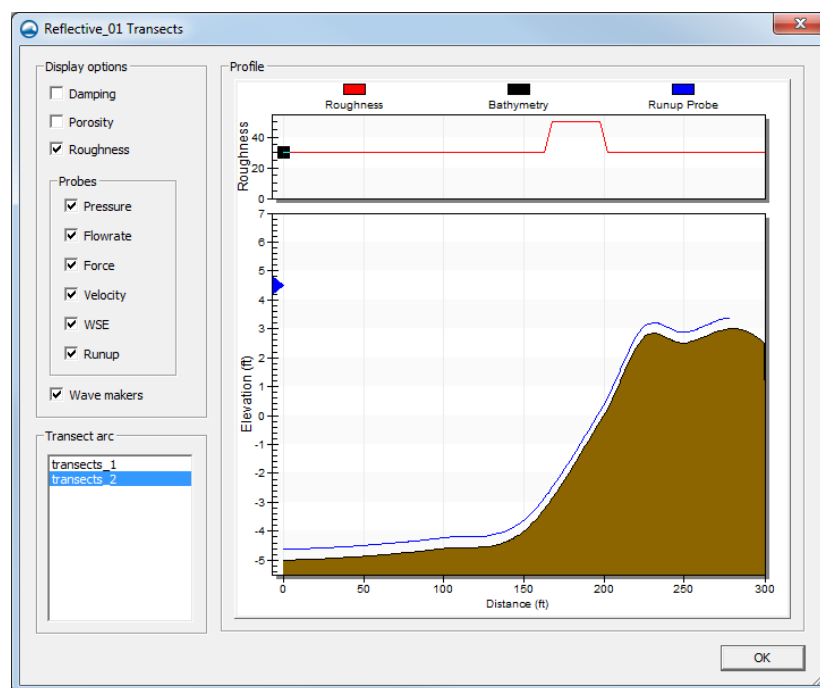 Reflective_01 Transects
Display options
Damping
Porosity
Roughness
Probes
Pressure
Flowrate
Force
Velocity
WSE
Runup
Wave makers
Transect arc
transects_1
transects_2
Profile
Roughness Bathymetry Runup Probe
Roughness
40
20
0
Elevation (ft)
7
6
5
4
3
2
1
0
-1
-2
-3
-4
-5
0 50 100 150 200 250 300
Distance (ft)
OK